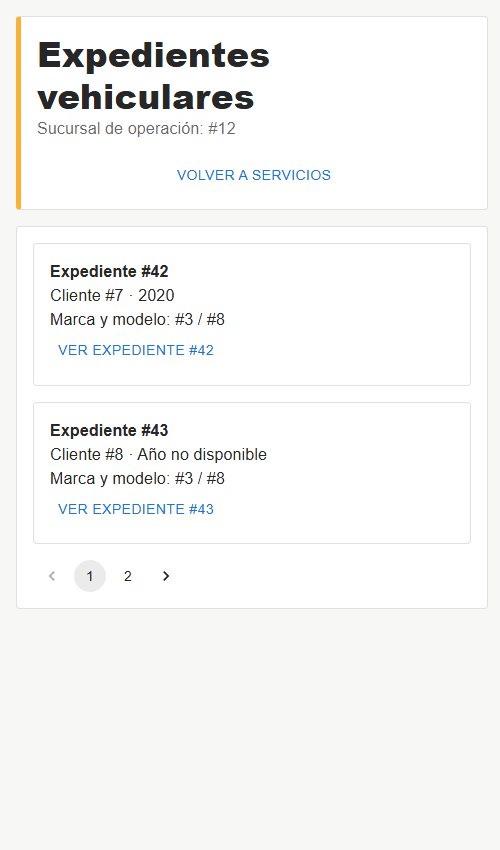 Expedientes
vehiculares
Sucursal de operación: #12
VOLVER A SERVICIOS
Expediente #42
Cliente #7 · 2020
Marca y modelo: #3 / #8
VER EXPEDIENTE #42
Expediente #43
Cliente #8 · Año no disponible
Marca y modelo: #3 / #8
VER EXPEDIENTE #43
1 2